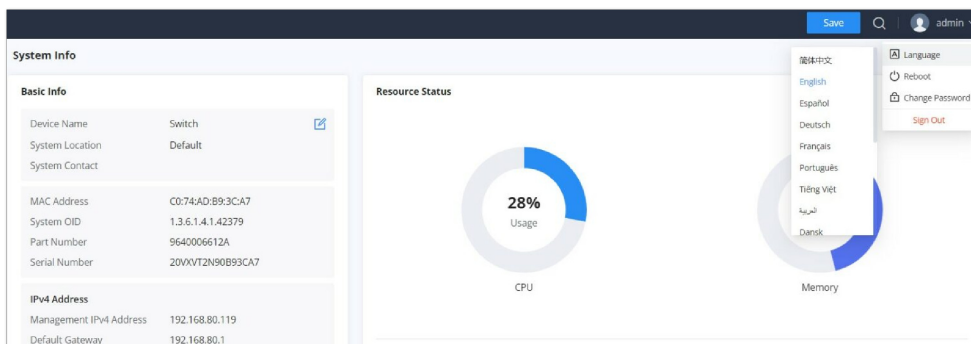 Save
admin
System Info
Basic Info
Device Name Switch
System Location Default
System Contact
MAC Address C0:74:AD:B9:3C:A7
System OID 1.3.6.1.4.1.42379
Part Number 9640006612A
Serial Number 20VXVT2N90B93CA7
IPv4 Address
Management IPv4 Address 192.168.80.119
Default Gateway 192.168.80.1
Resource Status
28%
Usage
CPU
Memory
简体中文
English
Español
Deutsch
Français
Português
Tiếng Việt
العربية
Dansk
Language
Reboot
Change Password
Sign Out